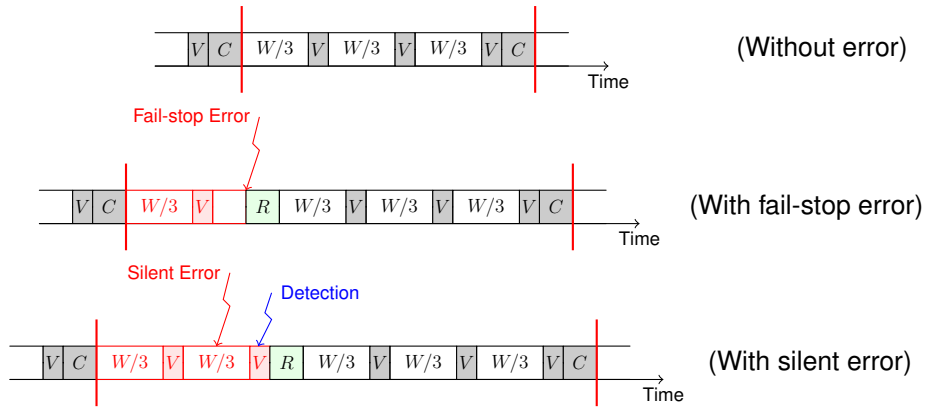 V C W/3 V W/3 V W/3 V C (Without error)
Time
Fail-stop Error
V C W/3 V R W/3 V W/3 V W/3 V C (With fail-stop error)
Time
Silent Error
Detection
V C W/3 V W/3 V R W/3 V W/3 V W/3 V C (With silent error)
Time